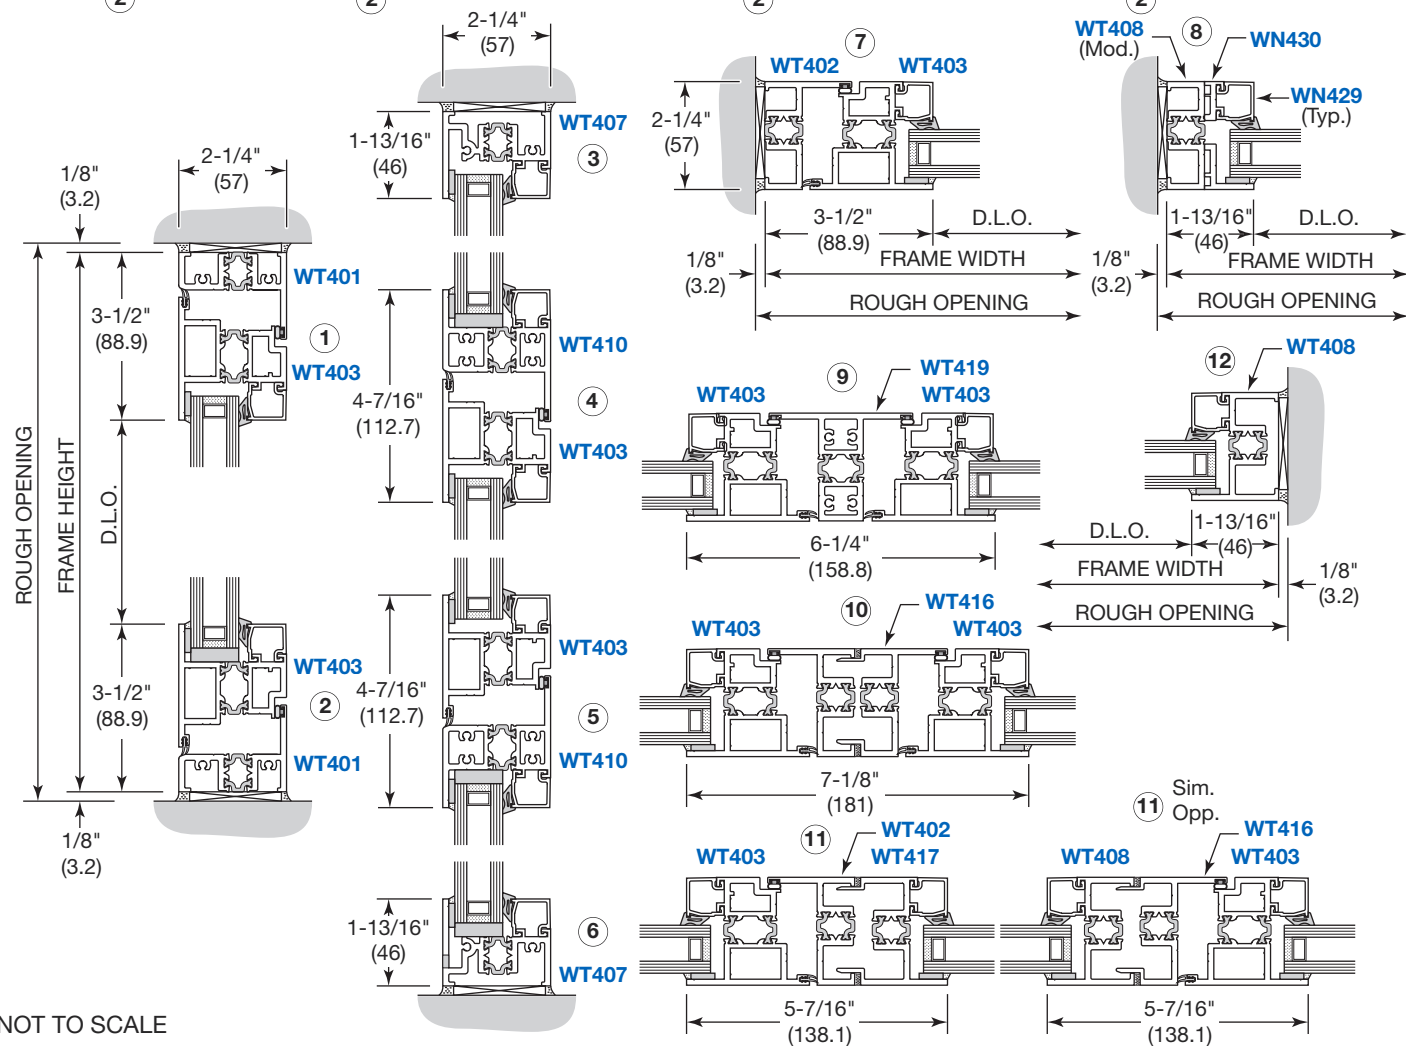 2
2
2
2
2-1/4"
(57)
1/8"
(3.2)
ROUGH OPENING
FRAME HEIGHT
3-1/2"
(88.9)
D.L.O.
3-1/2"
(88.9)
1/8"
(3.2)
WT401
1
WT403
WT403
2
WT401
NOT TO SCALE
2-1/4"
(57)
1-13/16"
(46)
WT407
3
WT410
4-7/16"
(112.7)
4
WT403
WT403
4-7/16"
(112.7)
5
WT410
1-13/16"
(46)
6
WT407
7
WT402
WT403
2-1/4"
(57)
3-1/2"
(88.9)
D.L.O.
1/8"
(3.2)
FRAME WIDTH
ROUGH OPENING
WT408
(Mod.)
8
WN430
WN429
(Typ.)
1-13/16"
(46)
D.L.O.
1/8"
(3.2)
FRAME WIDTH
ROUGH OPENING
9
WT419
WT403
WT403
6-1/4"
(158.8)
12
WT408
D.L.O.
1-13/16"
(46)
FRAME WIDTH
1/8"
(3.2)
ROUGH OPENING
10
WT416
WT403
WT403
7-1/8"
(181)
11
WT402
WT403
WT417
5-7/16"
(138.1)
11
Sim.
Opp.
WT416
WT408
WT403
5-7/16"
(138.1)